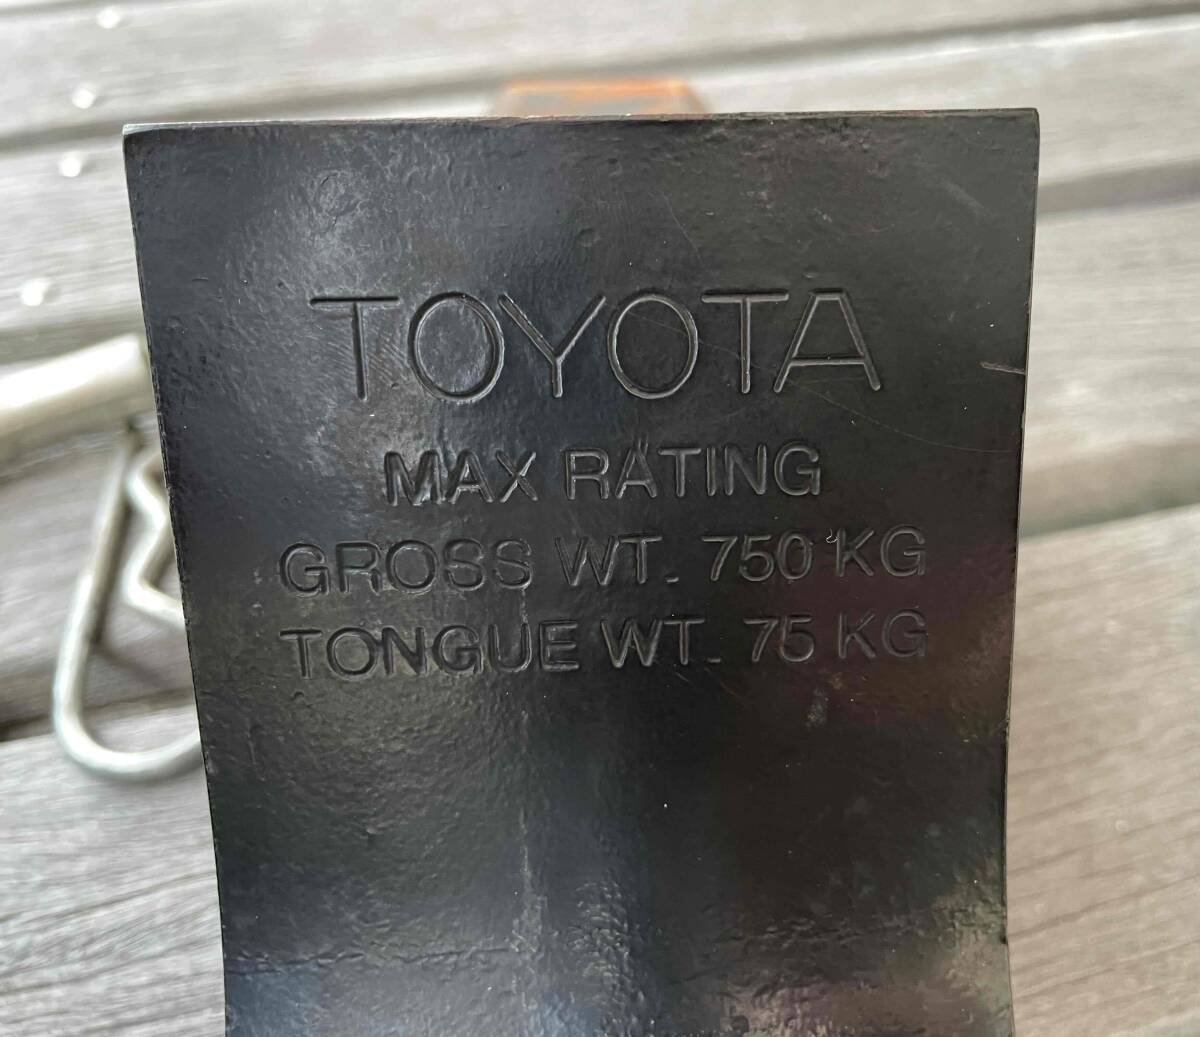 TOYOTA
MAX RATING
GROSS WT. 750 KG
TONGUE WT. 75 KG